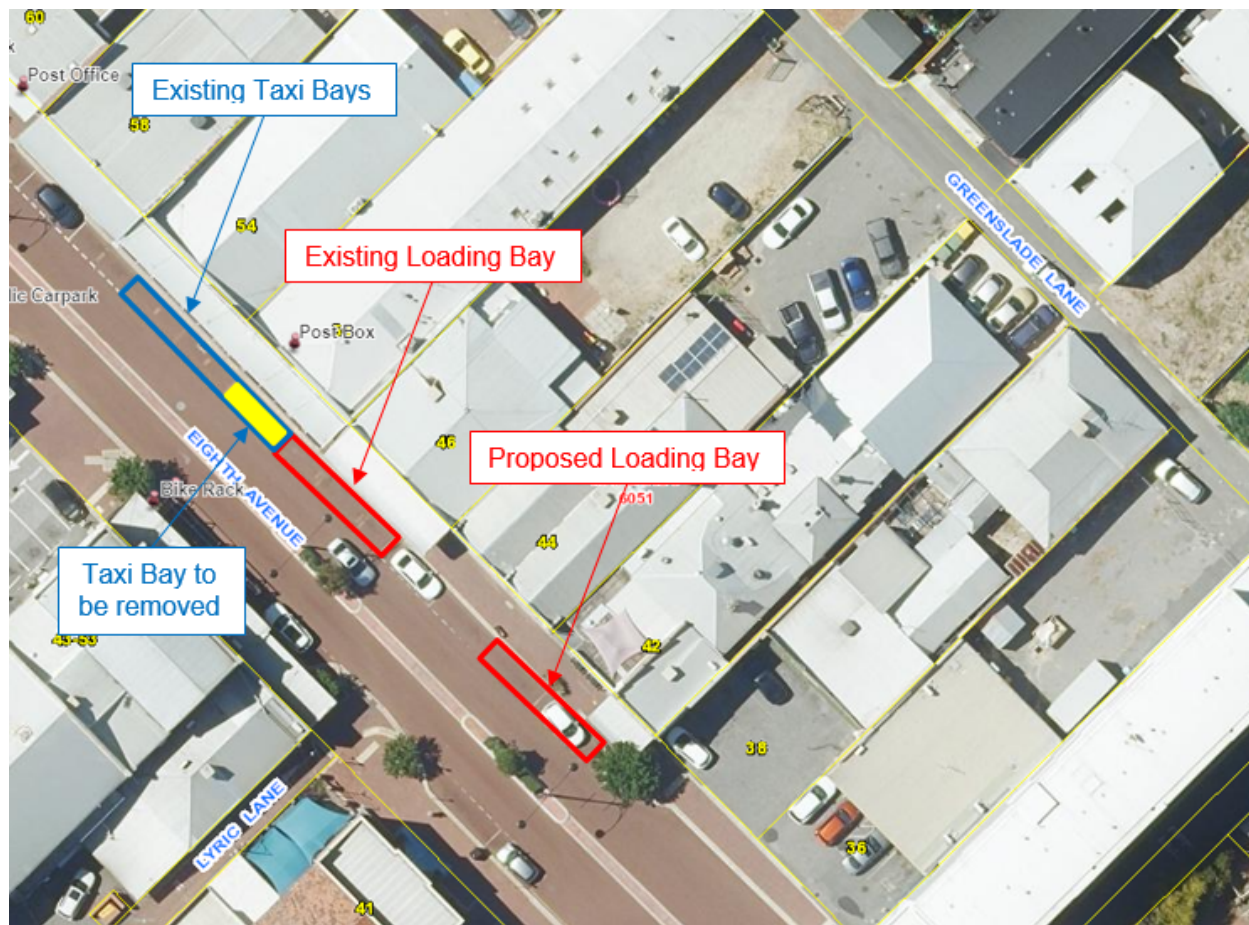 60
Post Office
Existing Taxi Bays
58
54
Existing Loading Bay
GREENSLADE LANE
lic Carpark
Post Box
46
Proposed Loading Bay
6051
EIGHTH AVENUE
Bike Rack
44
Taxi Bay to
be removed
42
38
LYRIC LANE
36
41